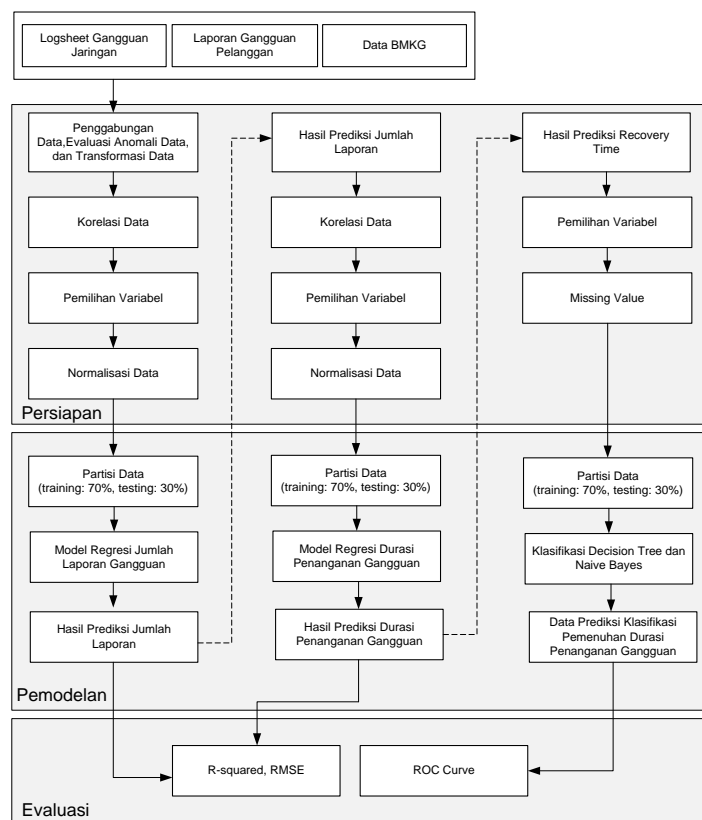 Logsheet Gangguan
Jaringan
Laporan Gangguan
Pelanggan
Data BMKG
Penggabungan
Data,Evaluasi Anomali Data,
dan Transformasi Data
Korelasi Data
Pemilihan Variabel
Normalisasi Data
Hasil Prediksi Jumlah
Laporan
Korelasi Data
Pemilihan Variabel
Normalisasi Data
Hasil Prediksi Recovery
Time
Pemilihan Variabel
Missing Value
Persiapan
Partisi Data
(training: 70%, testing: 30%)
Model Regresi Jumlah
Laporan Gangguan
Hasil Prediksi Jumlah
Laporan
Partisi Data
(training: 70%, testing: 30%)
Model Regresi Durasi
Penanganan Gangguan
Hasil Prediksi Durasi
Penanganan Gangguan
Partisi Data
(training: 70%, testing: 30%)
Klasifikasi Decision Tree dan
Naive Bayes
Data Prediksi Klasifikasi
Pemenuhan Durasi
Penanganan Gangguan
Pemodelan
R-squared, RMSE
ROC Curve
Evaluasi